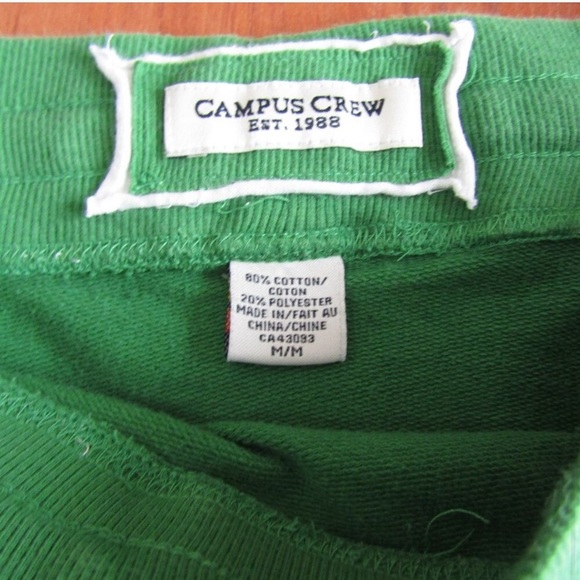 CAMPUS CREW
EST. 1988
80% COTTON/
COTON
20% POLYESTER
MADE IN/FAIT AU
CHINA/CHINE
CA43093
M/M